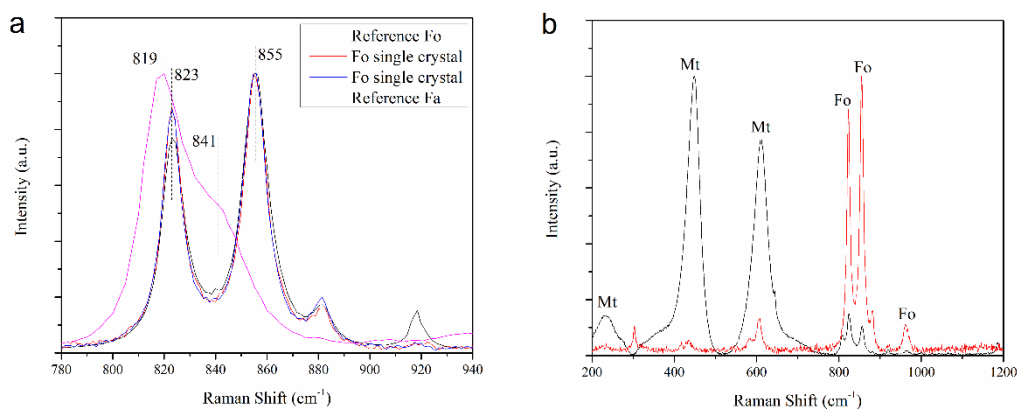 a
Reference Fo
Fo single crystal
Fo single crystal
Reference Fa
819
823
841
855
Intensity (a.u.)
780 800 820 840 860 880 900 920 940
Raman Shift (cm⁻¹)
b
Mt
Mt
Mt
Fo
Fo
Fo
Intensity (a.u.)
200 400 600 800 1000 1200
Raman Shift (cm⁻¹)